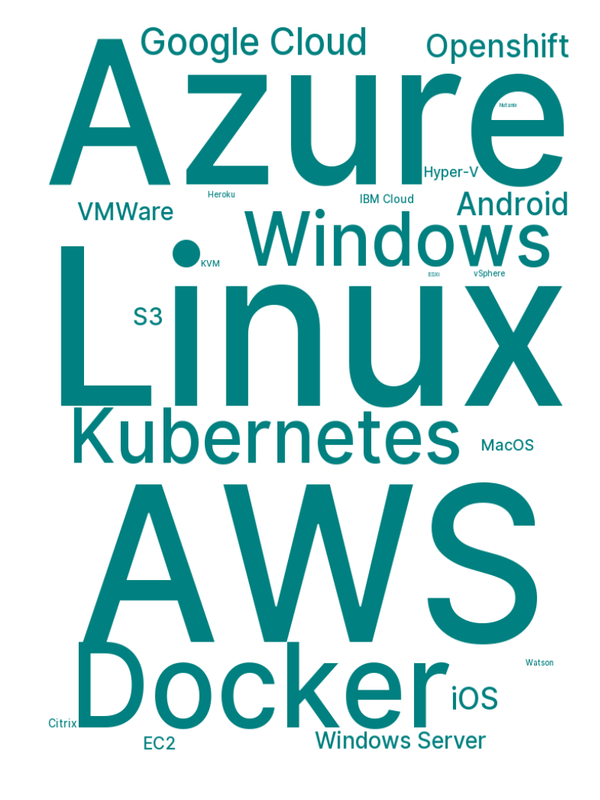 Google Cloud
Openshift
Azure
Nutanix
Hyper-V
Heroku
IBM Cloud
Android
VMWare
Windows
KVM
ESXi
vSphere
Linux
S3
Kubernetes
MacOS
AWS
Watson
Docker
iOS
Citrix
EC2
Windows Server